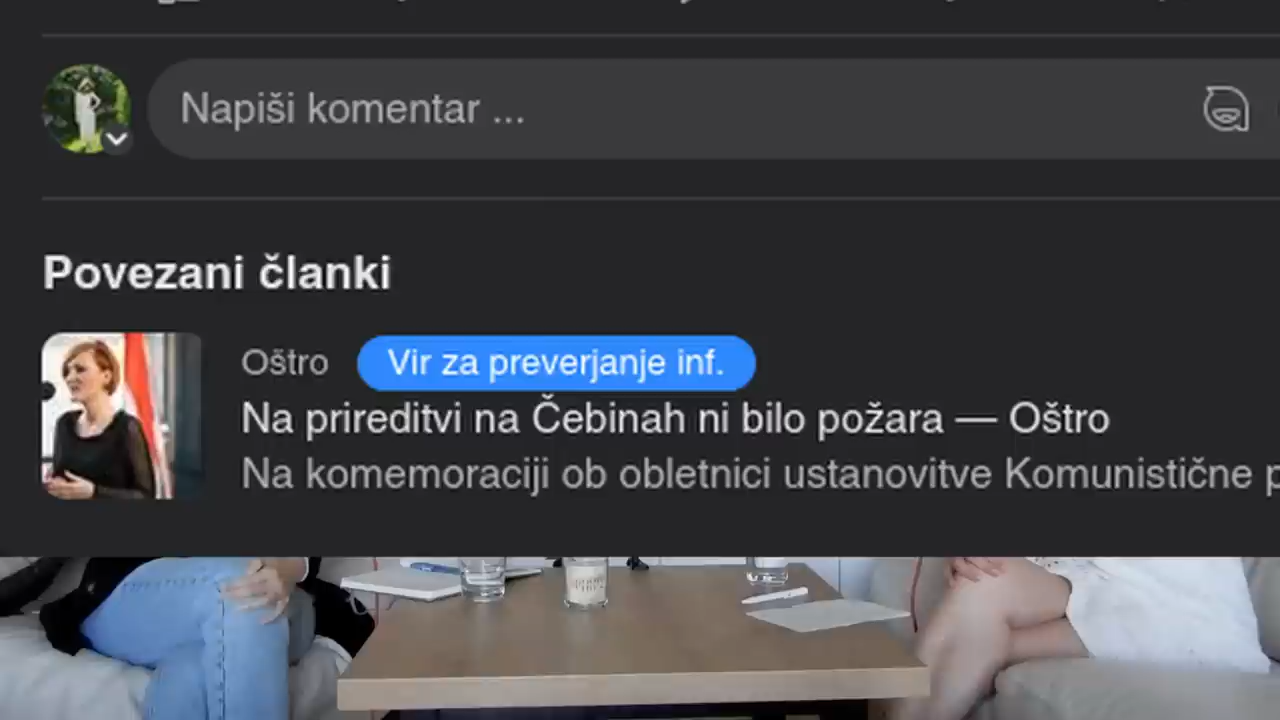 Napiši komentar ...
Povezani članki
Oštro Vir za preverjanje inf.
Na prireditvi na Čebinah ni bilo požara — Oštro
Na komemoraciji ob obletnici ustanovitve Komunistične